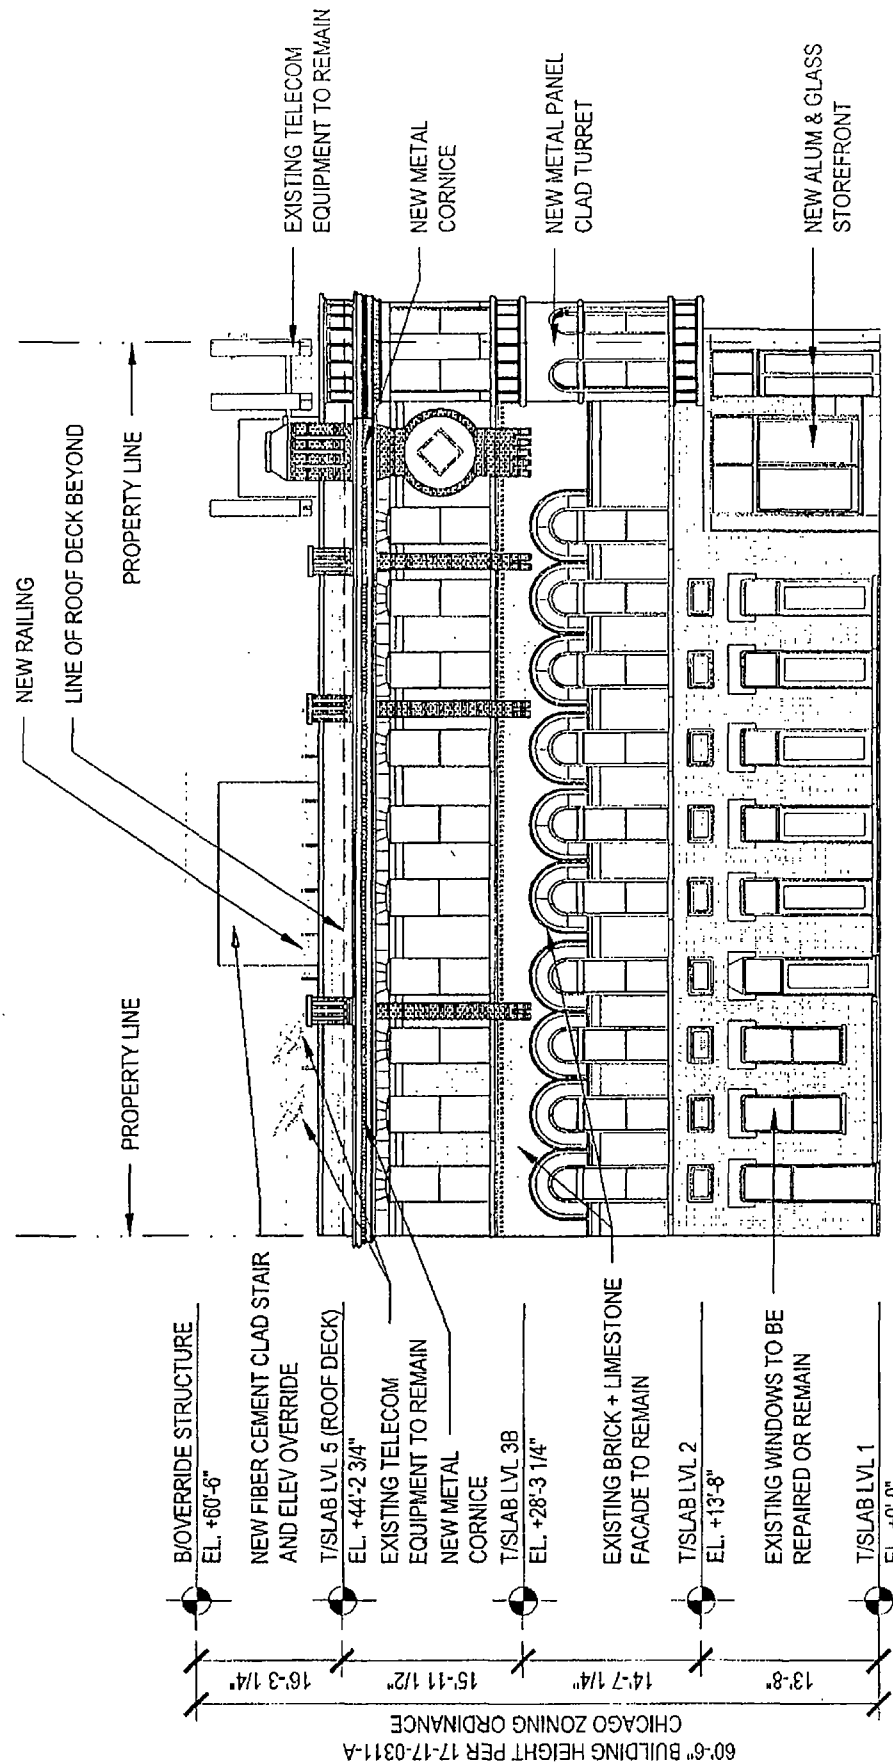 NEW RAILING
LINE OF ROOF DECK BEYOND
PROPERTY LINE
PROPERTY LINE
EXISTING TELECOM
EQUIPMENT TO REMAIN
NEW METAL
CORNICE
NEW METAL PANEL
CLAD TURRET
NEW ALUM & GLASS
STOREFRONT
B/OVERRIDE STRUCTURE
EL. +60'-6"
NEW FIBER CEMENT CLAD STAIR
AND ELEV OVERRIDE
T/SLAB LVL 5 (ROOF DECK)
EL. +44'-2 3/4"
EXISTING TELECOM
EQUIPMENT TO REMAIN
NEW METAL
CORNICE
T/SLAB LVL 3B
EL. +28'-3 1/4"
EXISTING BRICK + LIMESTONE
FACADE TO REMAIN
T/SLAB LVL 2
EL. +13'-8"
EXISTING WINDOWS TO BE
REPAIRED OR REMAIN
T/SLAB LVL 1
EL. +0'-0"
16'-3 1/4"
15'-11 1/2"
14'-7 1/4"
13'-8"
60'-6" BUILDING HEIGHT PER 17-17-0311-A
CHICAGO ZONING ORDINANCE